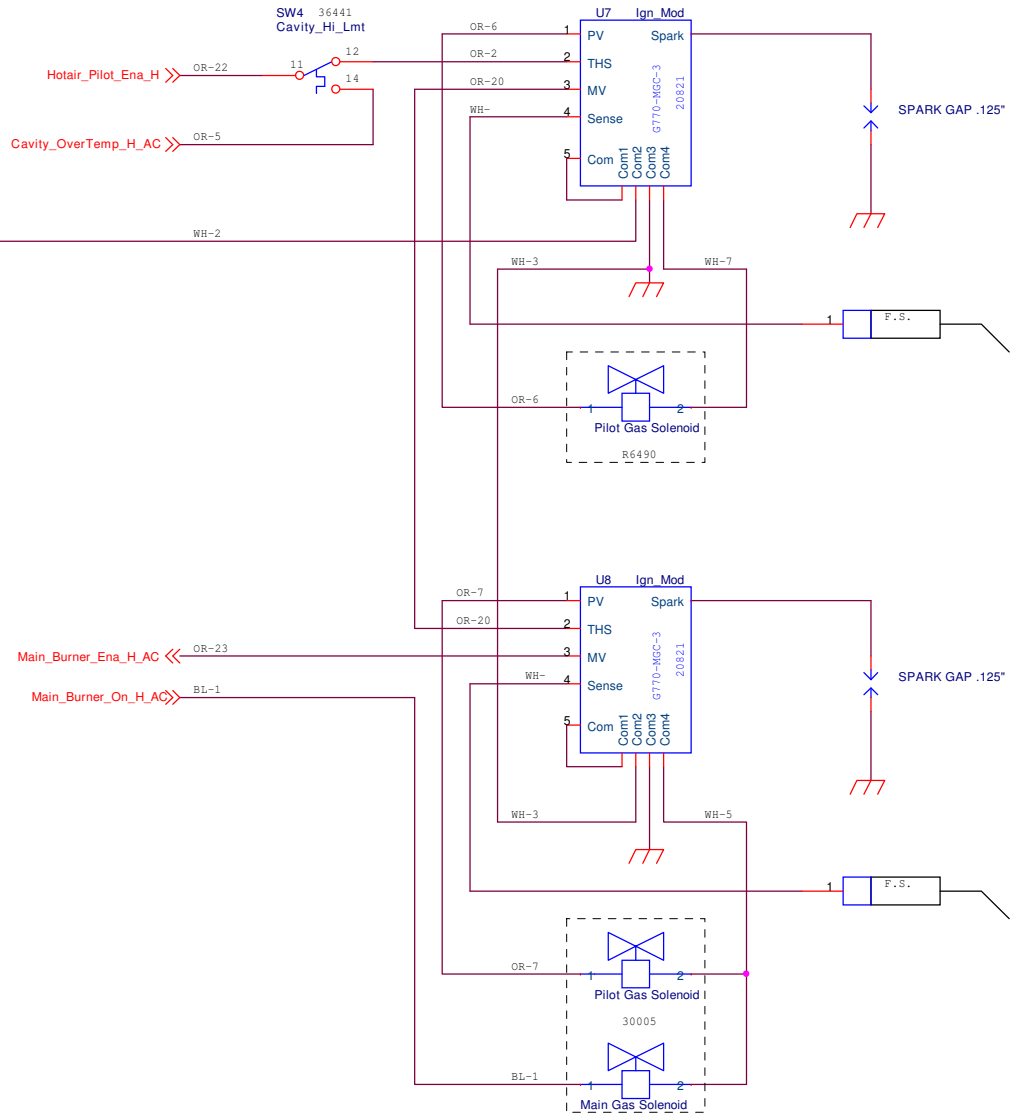 SW4 36441
Cavity_Hi_Lmt
Hotair_Pilot_Ena_H
OR-22
11
12
14
Cavity_OverTemp_H_AC
OR-5
WH-2
OR-6
OR-2
OR-20
WH-
U7 Ign_Mod
1 PV Spark
2 THS
3 MV
4 Sense
5 Com
Com1
Com2
Com3
Com4
G770-MGC-3
20821
SPARK GAP .125"
WH-3
WH-7
1 F.S.
OR-6
1 2
Pilot Gas Solenoid
R6490
OR-7
OR-20
WH-
U8 Ign_Mod
1 PV Spark
2 THS
3 MV
4 Sense
5 Com
Com1
Com2
Com3
Com4
G770-MGC-3
20821
SPARK GAP .125"
Main_Burner_Ena_H_AC
OR-23
Main_Burner_On_H_AC
BL-1
WH-3
WH-5
1 F.S.
OR-7
1 2
Pilot Gas Solenoid
30005
BL-1
1 2
Main Gas Solenoid